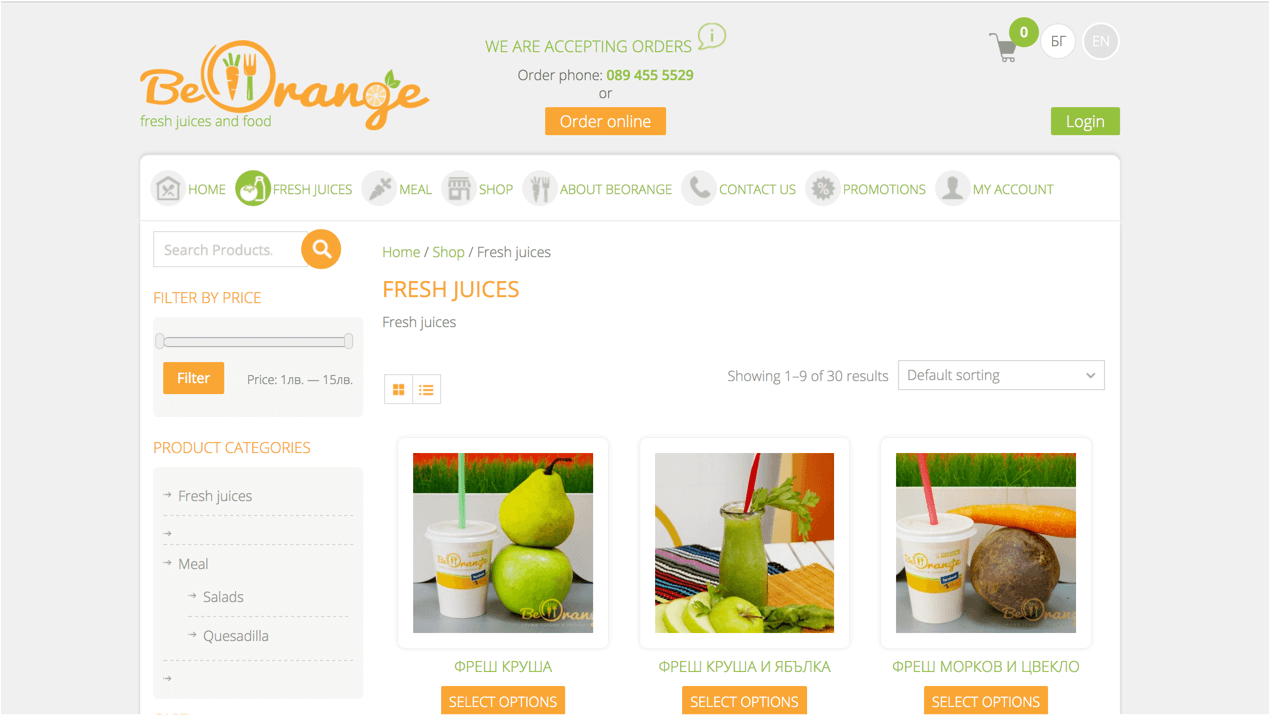 BeOrange
fresh juices and food
WE ARE ACCEPTING ORDERS
Order phone: 089 455 5529
or
Order online
0
БГ
EN
Login
HOME
FRESH JUICES
MEAL
SHOP
ABOUT BEORANGE
CONTACT US
PROMOTIONS
MY ACCOUNT
Search Products.
FILTER BY PRICE
Filter
Price: 1лв. — 15лв.
PRODUCT CATEGORIES
Fresh juices
Meal
Salads
Quesadilla
Home / Shop / Fresh juices
FRESH JUICES
Fresh juices
Showing 1–9 of 30 results
Default sorting
BeOrange
BeOran
BeOrange
BeOran
ФРЕШ КРУША
ФРЕШ КРУША И ЯБЪЛКА
ФРЕШ МОРКОВ И ЦВЕКЛО
SELECT OPTIONS
SELECT OPTIONS
SELECT OPTIONS